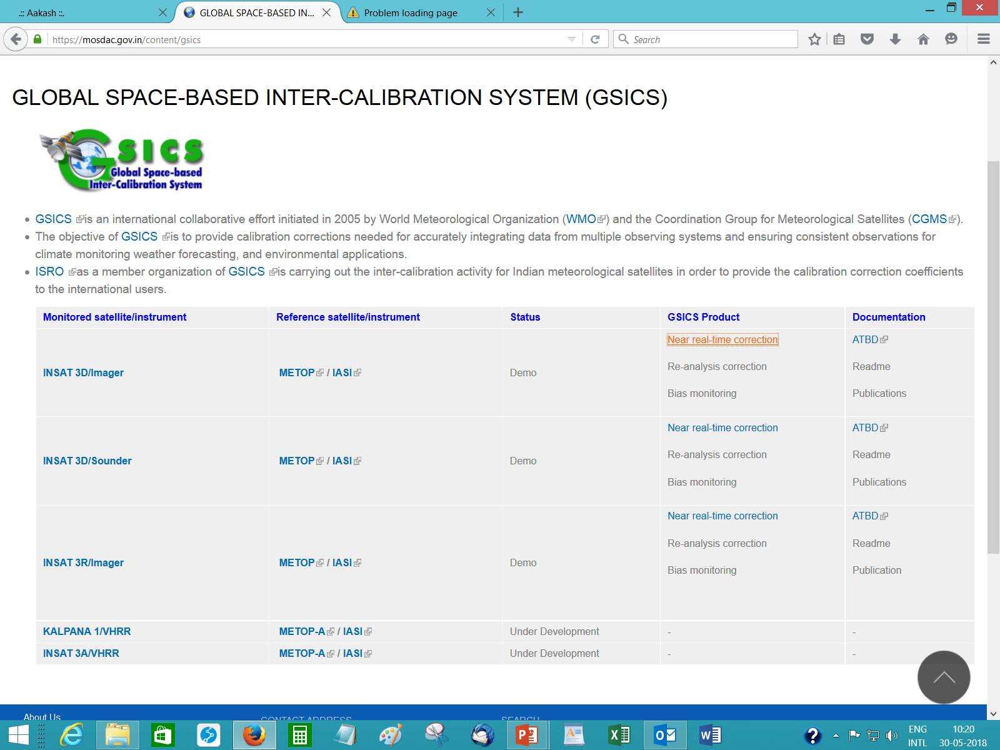 .:: Aakash ::.
GLOBAL SPACE-BASED IN...
Problem loading page
https://mosdac.gov.in/content/gsics
Search
GLOBAL SPACE-BASED INTER-CALIBRATION SYSTEM (GSICS)
GSICS
Global Space-based
Inter-Calibration System
GSICS is an international collaborative effort initiated in 2005 by World Meteorological Organization (WMO) and the Coordination Group for Meteorological Satellites (CGMS).
The objective of GSICS is to provide calibration corrections needed for accurately integrating data from multiple observing systems and ensuring consistent observations for
climate monitoring weather forecasting, and environmental applications.
ISRO as a member organization of GSICS is carrying out the inter-calibration activity for Indian meteorological satellites in order to provide the calibration correction coefficients
to the international users.
Monitored satellite/instrument Reference satellite/instrument Status GSICS Product Documentation
Near real-time correction ATBD
Re-analysis correction Readme
INSAT 3D/Imager METOP / IASI Demo
Bias monitoring Publications
Near real-time correction ATBD
Re-analysis correction Readme
INSAT 3D/Sounder METOP / IASI Demo
Bias monitoring Publications
Near real-time correction ATBD
Re-analysis correction Readme
INSAT 3R/Imager METOP / IASI Demo
Bias monitoring Publication
KALPANA 1/VHRR METOP-A / IASI Under Development - -
INSAT 3A/VHRR METOP-A / IASI Under Development - -
About Us CONTACT ADDRESS SEARCH
ENG 10:20
INTL 30-05-2018